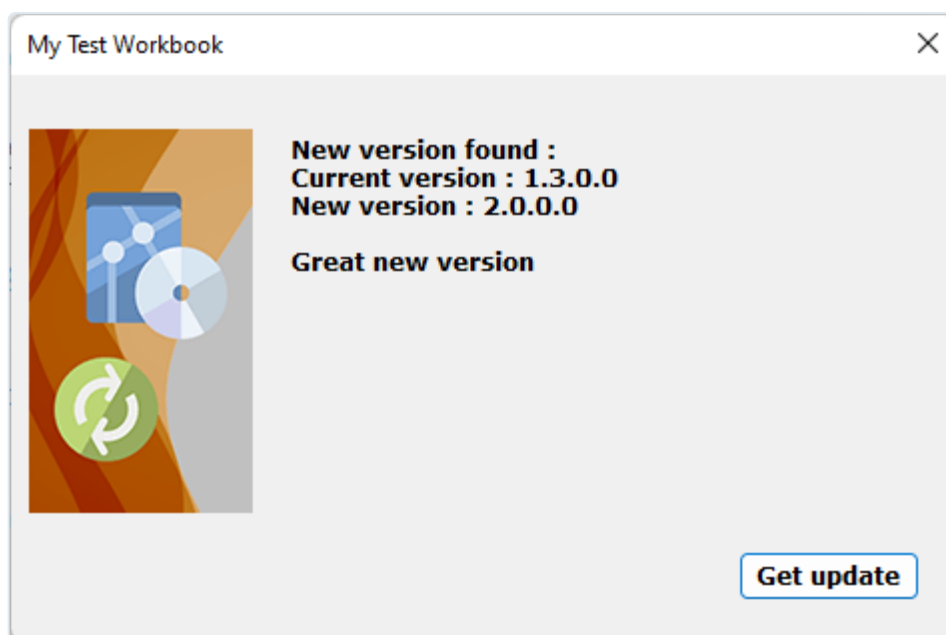 My Test Workbook
New version found :
Current version : 1.3.0.0
New version : 2.0.0.0
Great new version
Get update